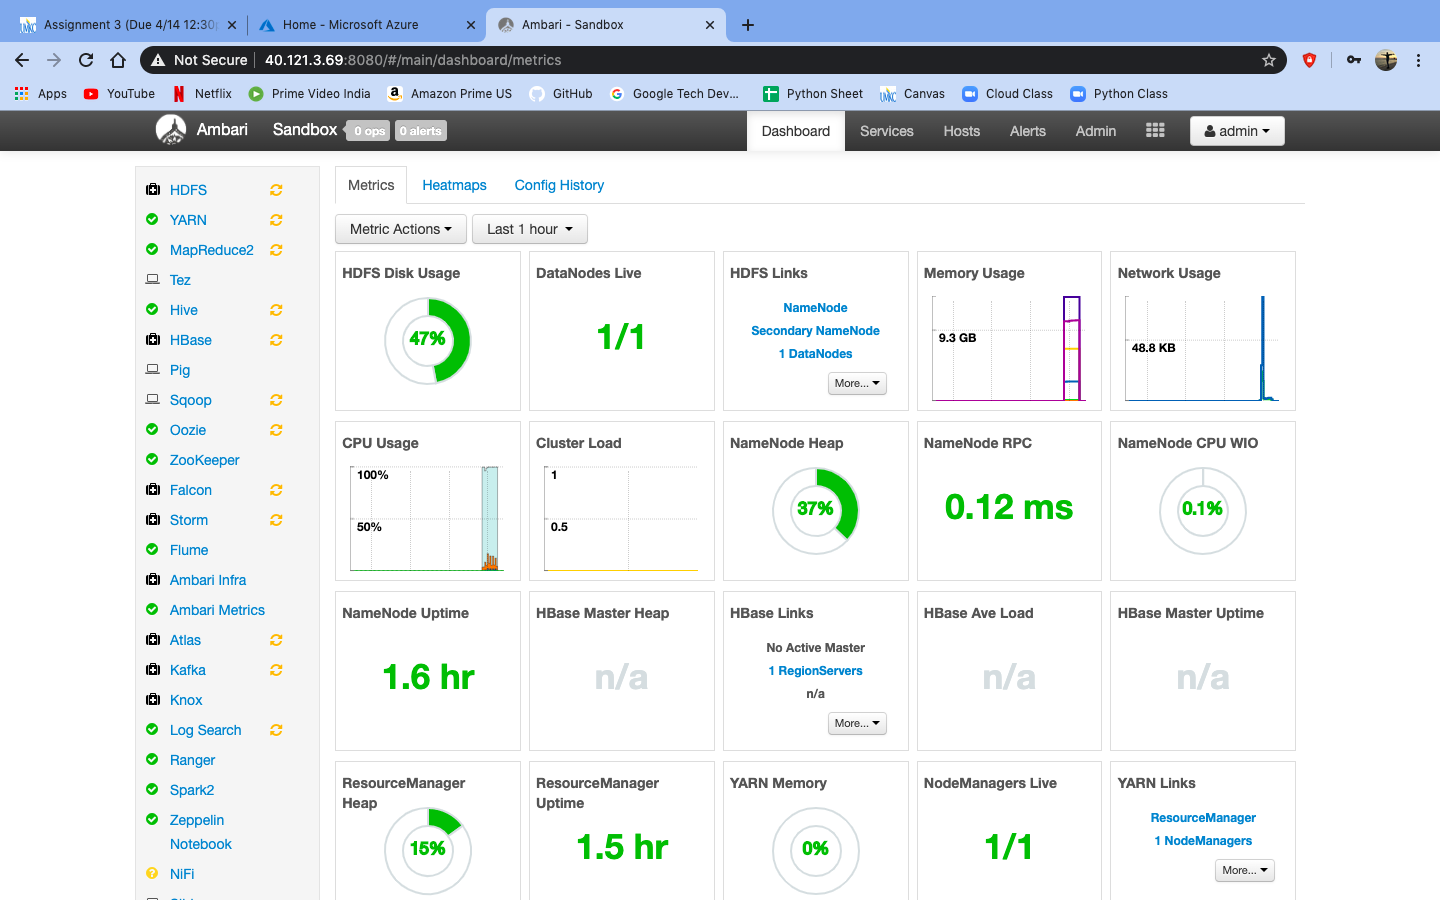 Assignment 3 (Due 4/14 12:30p
Home - Microsoft Azure
Ambari - Sandbox
Not Secure
40.121.3.69:8080/#/main/dashboard/metrics
Apps
YouTube
Netflix
Prime Video India
Amazon Prime US
GitHub
Google Tech Dev...
Python Sheet
Canvas
Cloud Class
Python Class
Ambari
Sandbox
0 ops
0 alerts
Dashboard
Services
Hosts
Alerts
Admin
admin
HDFS
YARN
MapReduce2
Tez
Hive
HBase
Pig
Sqoop
Oozie
ZooKeeper
Falcon
Storm
Flume
Ambari Infra
Ambari Metrics
Atlas
Kafka
Knox
Log Search
Ranger
Spark2
Zeppelin
Notebook
NiFi
Metrics
Heatmaps
Config History
Metric Actions
Last 1 hour
HDFS Disk Usage
47%
DataNodes Live
1/1
HDFS Links
NameNode
Secondary NameNode
1 DataNodes
More...
Memory Usage
9.3 GB
Network Usage
48.8 KB
CPU Usage
100%
50%
Cluster Load
1
0.5
NameNode Heap
37%
NameNode RPC
0.12 ms
NameNode CPU WIO
0.1%
NameNode Uptime
1.6 hr
HBase Master Heap
n/a
HBase Links
No Active Master
1 RegionServers
n/a
More...
HBase Ave Load
n/a
HBase Master Uptime
n/a
ResourceManager
Heap
15%
ResourceManager
Uptime
1.5 hr
YARN Memory
0%
NodeManagers Live
1/1
YARN Links
ResourceManager
1 NodeManagers
More...